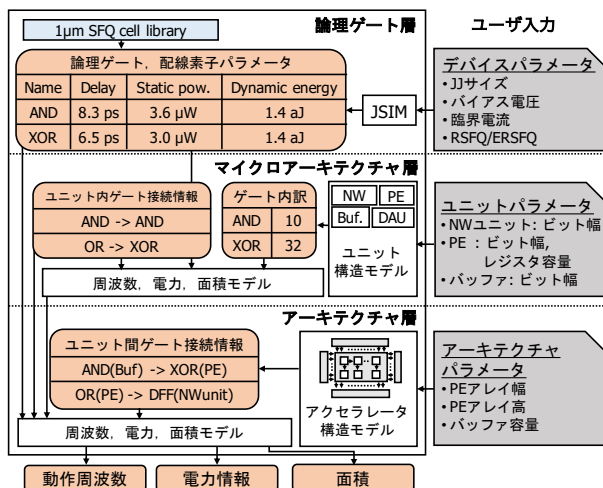 論理ゲート層
ユーザ入力
1μm SFQ cell library
論理ゲート，配線素子パラメータ
Name Delay Static pow. Dynamic energy
AND 8.3 ps 3.6 μW 1.4 aJ
XOR 6.5 ps 3.0 μW 1.4 aJ
JSIM
デバイスパラメータ
•JJサイズ
•バイアス電圧
•臨界電流
•RSFQ/ERSFQ
マイクロアーキテクチャ層
ユニット内ゲート接続情報
AND -> AND
OR -> XOR
ゲート内訳
AND 10
XOR 32
NW PE
Buf. DAU
ユニット
構造モデル
周波数，電力，面積モデル
ユニットパラメータ
•NWユニット: ビット幅
•PE : ビット幅,
レジスタ容量
•バッファ: ビット幅
アーキテクチャ層
ユニット間ゲート接続情報
AND(Buf) -> XOR(PE)
OR(PE) -> DFF(NWunit)
アクセラレータ
構造モデル
周波数，電力，面積モデル
アーキテクチャ
パラメータ
•PEアレイ幅
•PEアレイ高
•バッファ容量
動作周波数
電力情報
面積